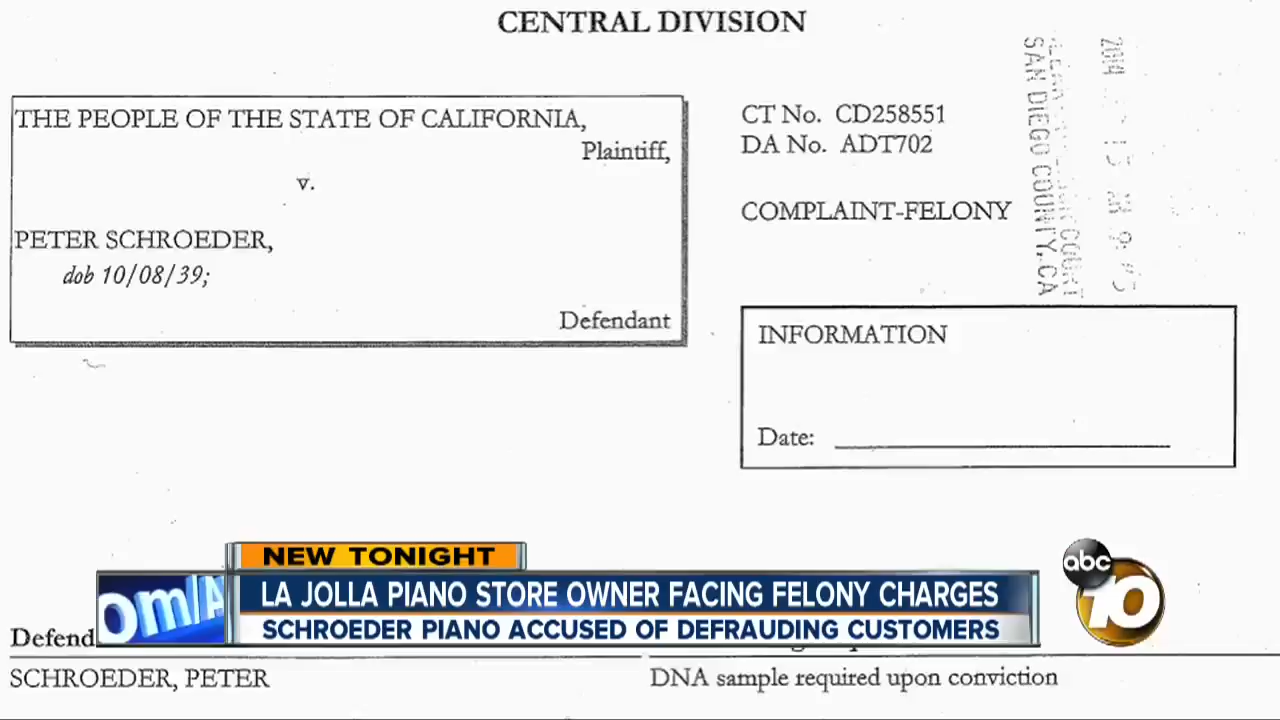 CENTRAL DIVISION
THE PEOPLE OF THE STATE OF CALIFORNIA,
Plaintiff,
v.
PETER SCHROEDER,
dob 10/08/39;
Defendant
CT No. CD258551
DA No. ADT702
COMPLAINT-FELONY
2014
SAN DIEGO COUNTY, CA
INFORMATION
Date:
NEW TONIGHT
LA JOLLA PIANO STORE OWNER FACING FELONY CHARGES
SCHROEDER PIANO ACCUSED OF DEFRAUDING CUSTOMERS
abc
10
Defend
SCHROEDER, PETER
DNA sample required upon conviction